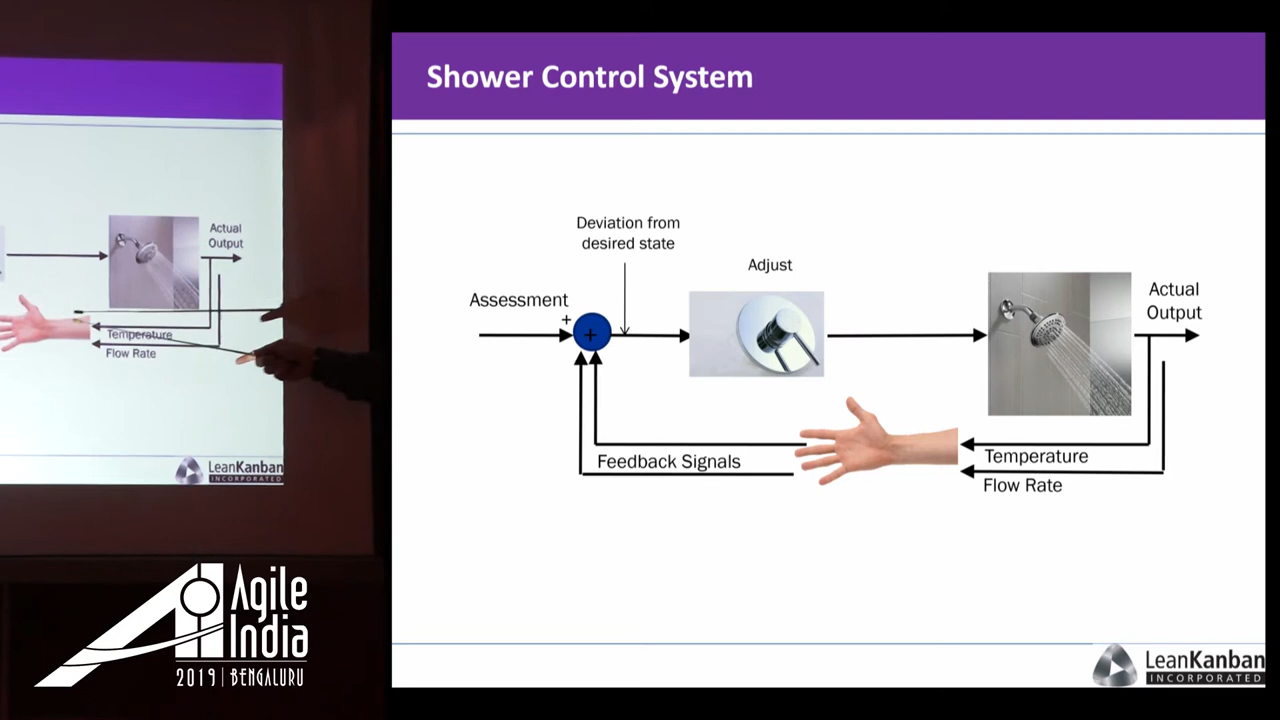 Shower Control System
Deviation from
desired state
Adjust
Assessment
+
+
Actual
Output
Feedback Signals
Temperature
Flow Rate
LeanKanban
INCORPORATED
Actual
Output
Temperature
Flow Rate
LeanKanban
INCORPORATED
Agile
India
2019 | BENGALURU